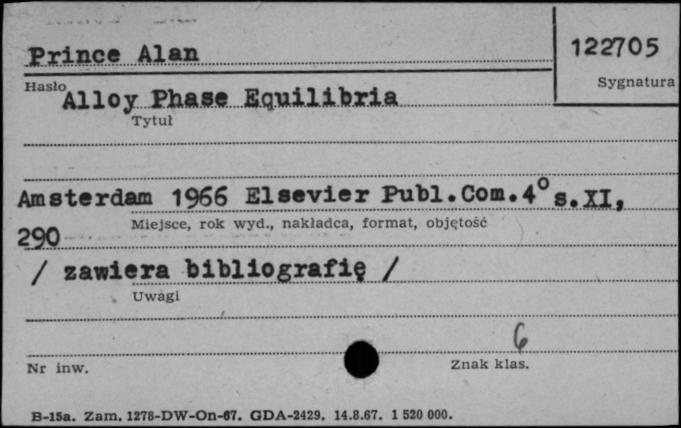 Prince Alan
122705
Hasło
Sygnatura
Alloy Phase Equilibria
Tytuł
Amsterdam 1966 Elsevier Publ.Com.4° s.XI,
Miejsce, rok wyd., nakładca, format, objętość
290
/ zawiera bibliografię /
Uwagi
6
Nr inw.
Znak klas.
B-15a. Zam. 1278-DW-On-67. GDA-2429. 14.8.67. 1 520 000.